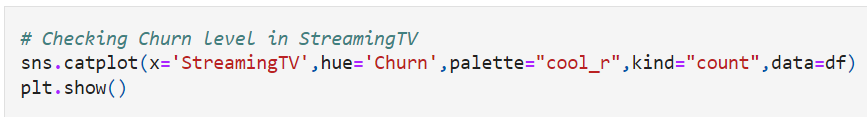 # Checking Churn level in StreamingTV
sns.catplot(x='StreamingTV',hue='Churn',palette="cool_r",kind="count",data=df)
plt.show()